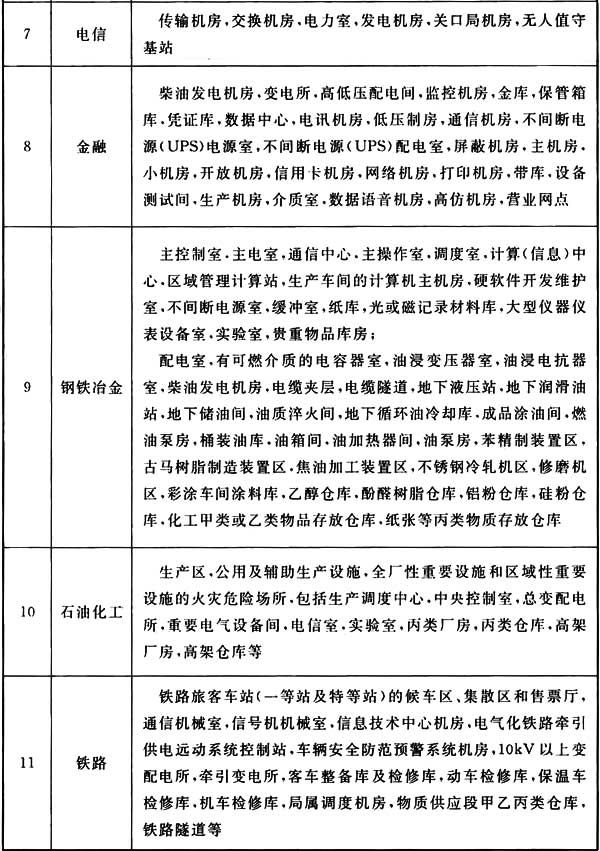 7
电信
传输机房,交换机房,电力室,发电机房,关口局机房,无人值守
基站
8
金融
柴油发电机房,变电所,高低压配电间,监控机房,金库,保管箱
库,凭证库,数据中心,电讯机房,低压制房,通信机房,不间断电
源(UPS)电源室,不间断电源(UPS)配电室,屏蔽机房,主机房,
小机房,开放机房,信用卡机房,网络机房,打印机房,带库,设备
测试间,生产机房,介质室,数据语音机房,高仿机房,营业网点
9
钢铁冶金
主控制室,主电室,通信中心,主操作室,调度室,计算(信息)中
心,区域管理计算站,生产车间的计算机主机房,硬软件开发维护
室,不间断电源室,缓冲室,纸库,光或磁记录材料库,大型仪器仪
表设备室,实验室,贵重物品库房;
配电室,有可燃介质的电容器室,油浸变压器室,油浸电抗器
室,柴油发电机房,电缆夹层,电缆隧道,地下液压站,地下润滑油
站,地下储油间,油质淬火间,地下循环油冷却库,成品涂油间,燃
油泵房,桶装油库,油箱间,油加热器间,油泵房,苯精制装置区,
古马树脂制造装置区,焦油加工装置区,不锈钢冷轧机区,修磨机
区,彩涂车间涂料库,乙醇仓库,酚醛树脂仓库,铝粉仓库,硅粉仓
库,化工甲类或乙类物品存放仓库,纸张等丙类物质存放仓库
10
石油化工
生产区,公用及辅助生产设施,全厂性重要设施和区域性重要
设施的火灾危险场所,包括生产调度中心,中央控制室,总变配电
所,重要电气设备间,电信室,实验室,丙类厂房,丙类仓库,高架
厂房,高架仓库等
11
铁路
铁路旅客车站(一等站及特等站)的候车区、集散区和售票厅,
通信机械室,信号机机械室,信息技术中心机房,电气化铁路牵引
供电远动系统控制站,车辆安全防范预警系统机房,10kV以上变
配电所,牵引变电所,客车整备库及检修库,动车检修库,保温车
检修库,机车检修库,局属调度机房,物质供应段甲乙丙类仓库,
铁路隧道等